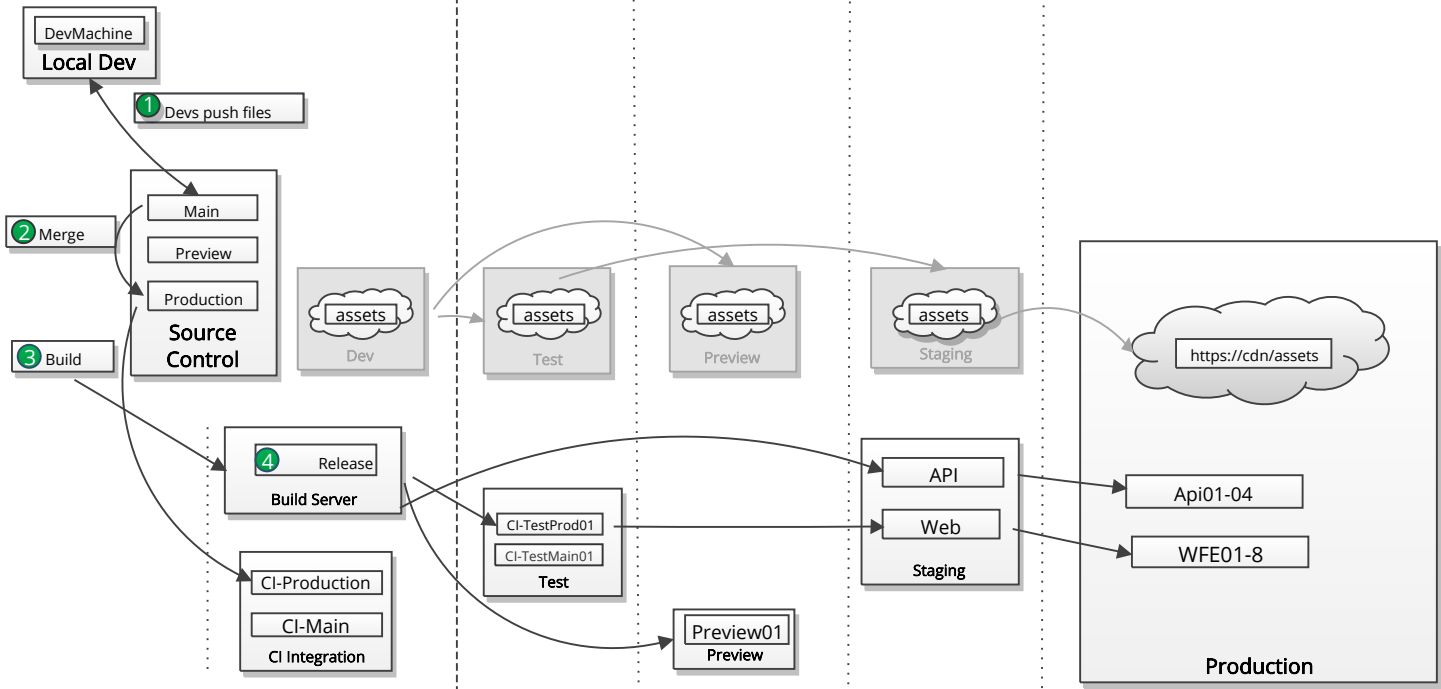 DevMachine
Local Dev
1 Devs push files
Main
2 Merge
Preview
Production
Source
Control
3 Build
assets
Dev
assets
Test
assets
Preview
assets
Staging
https://cdn/assets
4 Release
Build Server
CI-Production
CI-Main
CI Integration
CI-TestProd01
CI-TestMain01
Test
Preview01
Preview
API
Web
Staging
Api01-04
WFE01-8
Production